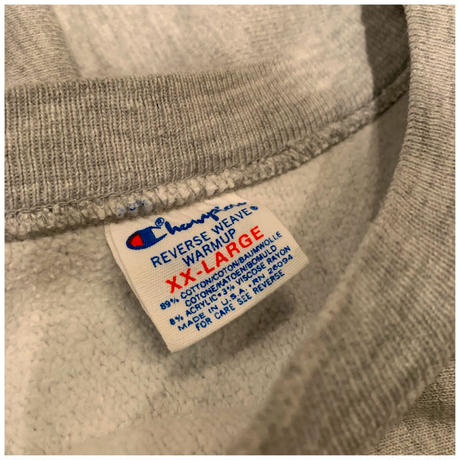 Champion
REVERSE WEAVE®
WARMUP
XX-LARGE
89% COTTON/COTON/BAUMWOLLE
COTONE/KATOEN/BOMULD
8% ACRYLIC•3% VISCOSE RAYON
MADE IN U.S.A.•RN 26094
FOR CARE SEE REVERSE